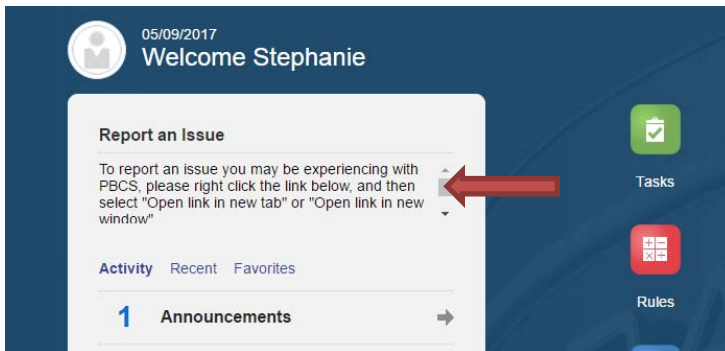 05/09/2017
Welcome Stephanie
Report an Issue
To report an issue you may be experiencing with
PBCS, please right click the link below, and then
select "Open link in new tab" or "Open link in new
window"
Activity Recent Favorites
1 Announcements
Tasks
Rules